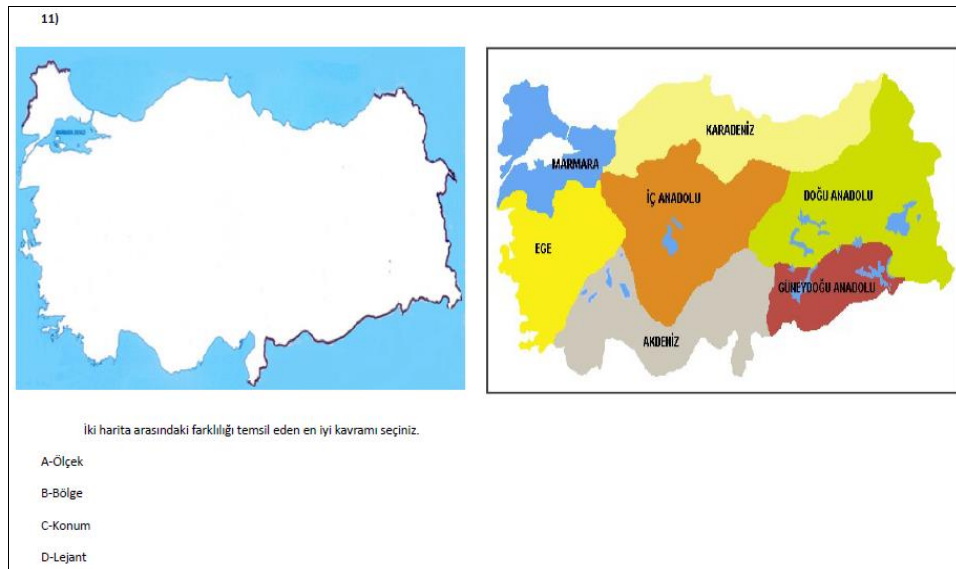 11)
KARADENİZ
MARMARA
İÇ ANADOLU
DOĞU ANADOLU
EGE
GÜNEYDOĞU ANADOLU
AKDENİZ
İki harita arasındaki farklılığı temsil eden en iyi kavramı seçiniz.
A-Ölçek
B-Bölge
C-Konum
D-Lejant